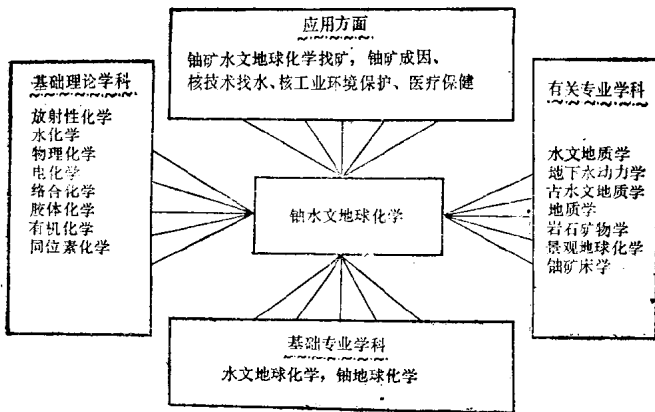 应用方面
铀矿水文地球化学找矿，铀矿成因、
核技术找水、核工业环境保护、医疗保健
基础理论学科
放射性化学
水化学
物理化学
电化学
络合化学
胶体化学
有机化学
同位素化学
铀水文地球化学
有关专业学科
水文地质学
地下水动力学
古水文地质学
地质学
岩石矿物学
景观地球化学
铀矿床学
基础专业学科
水文地球化学，铀地球化学